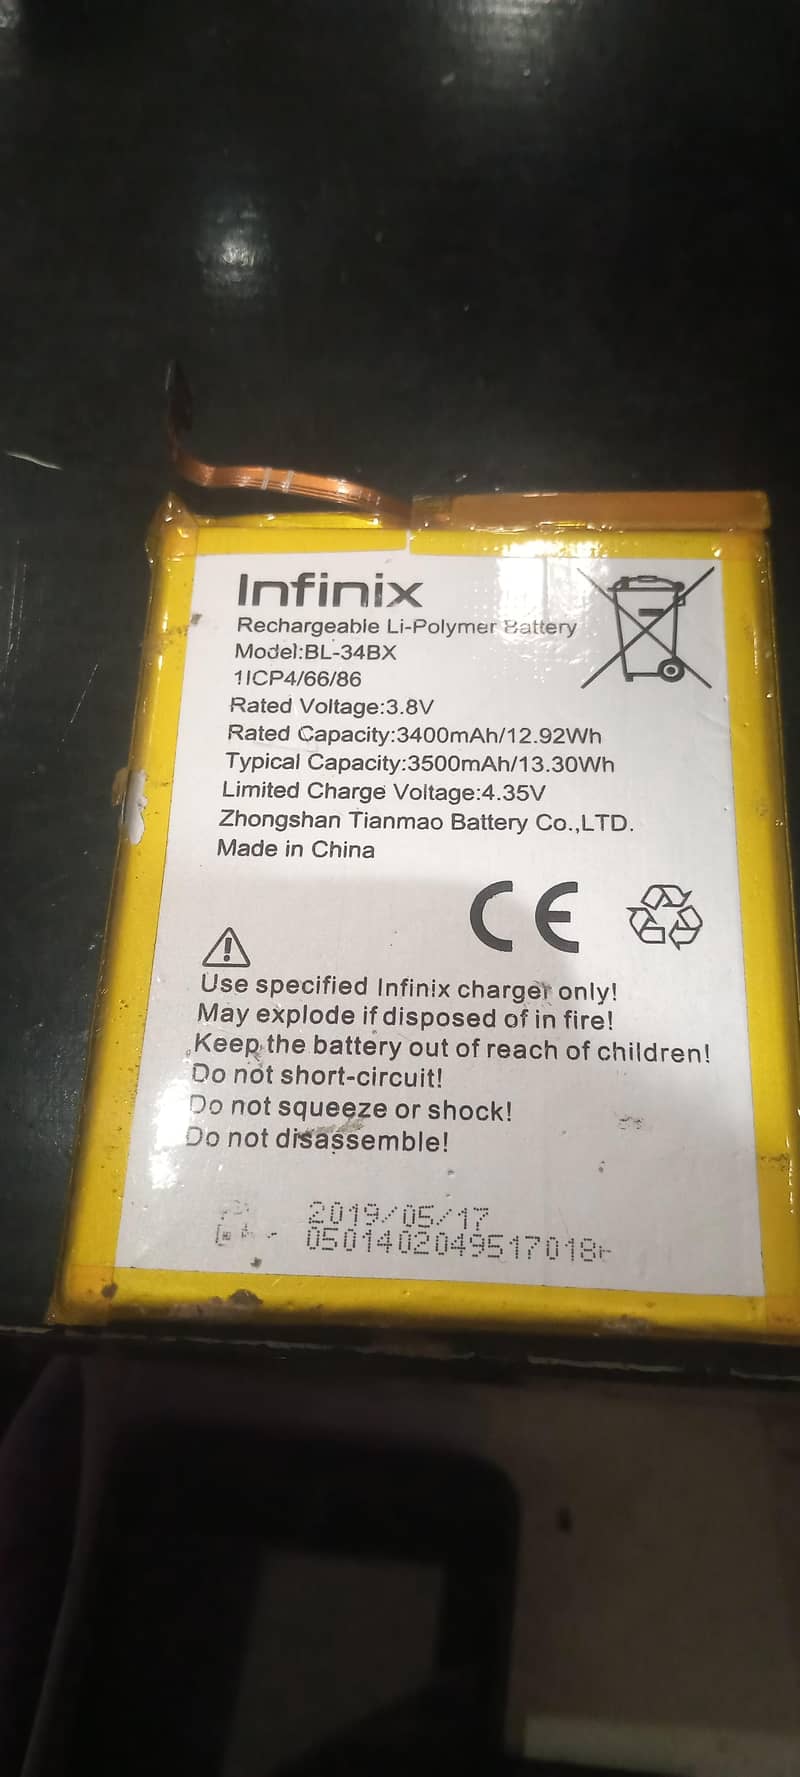 Infinix
Rechargeable Li-Polymer Battery
Model:BL-34BX
1ICP4/66/86
Rated Voltage:3.8V
Rated Capacity:3400mAh/12.92Wh
Typical Capacity:3500mAh/13.30Wh
Limited Charge Voltage:4.35V
Zhongshan Tianmao Battery Co.,LTD.
Made in China
CE
Use specified Infinix charger only!
May explode if disposed of in fire!
Keep the battery out of reach of children!
Do not short-circuit!
Do not squeeze or shock!
Do not disassemble!
2019/05/17